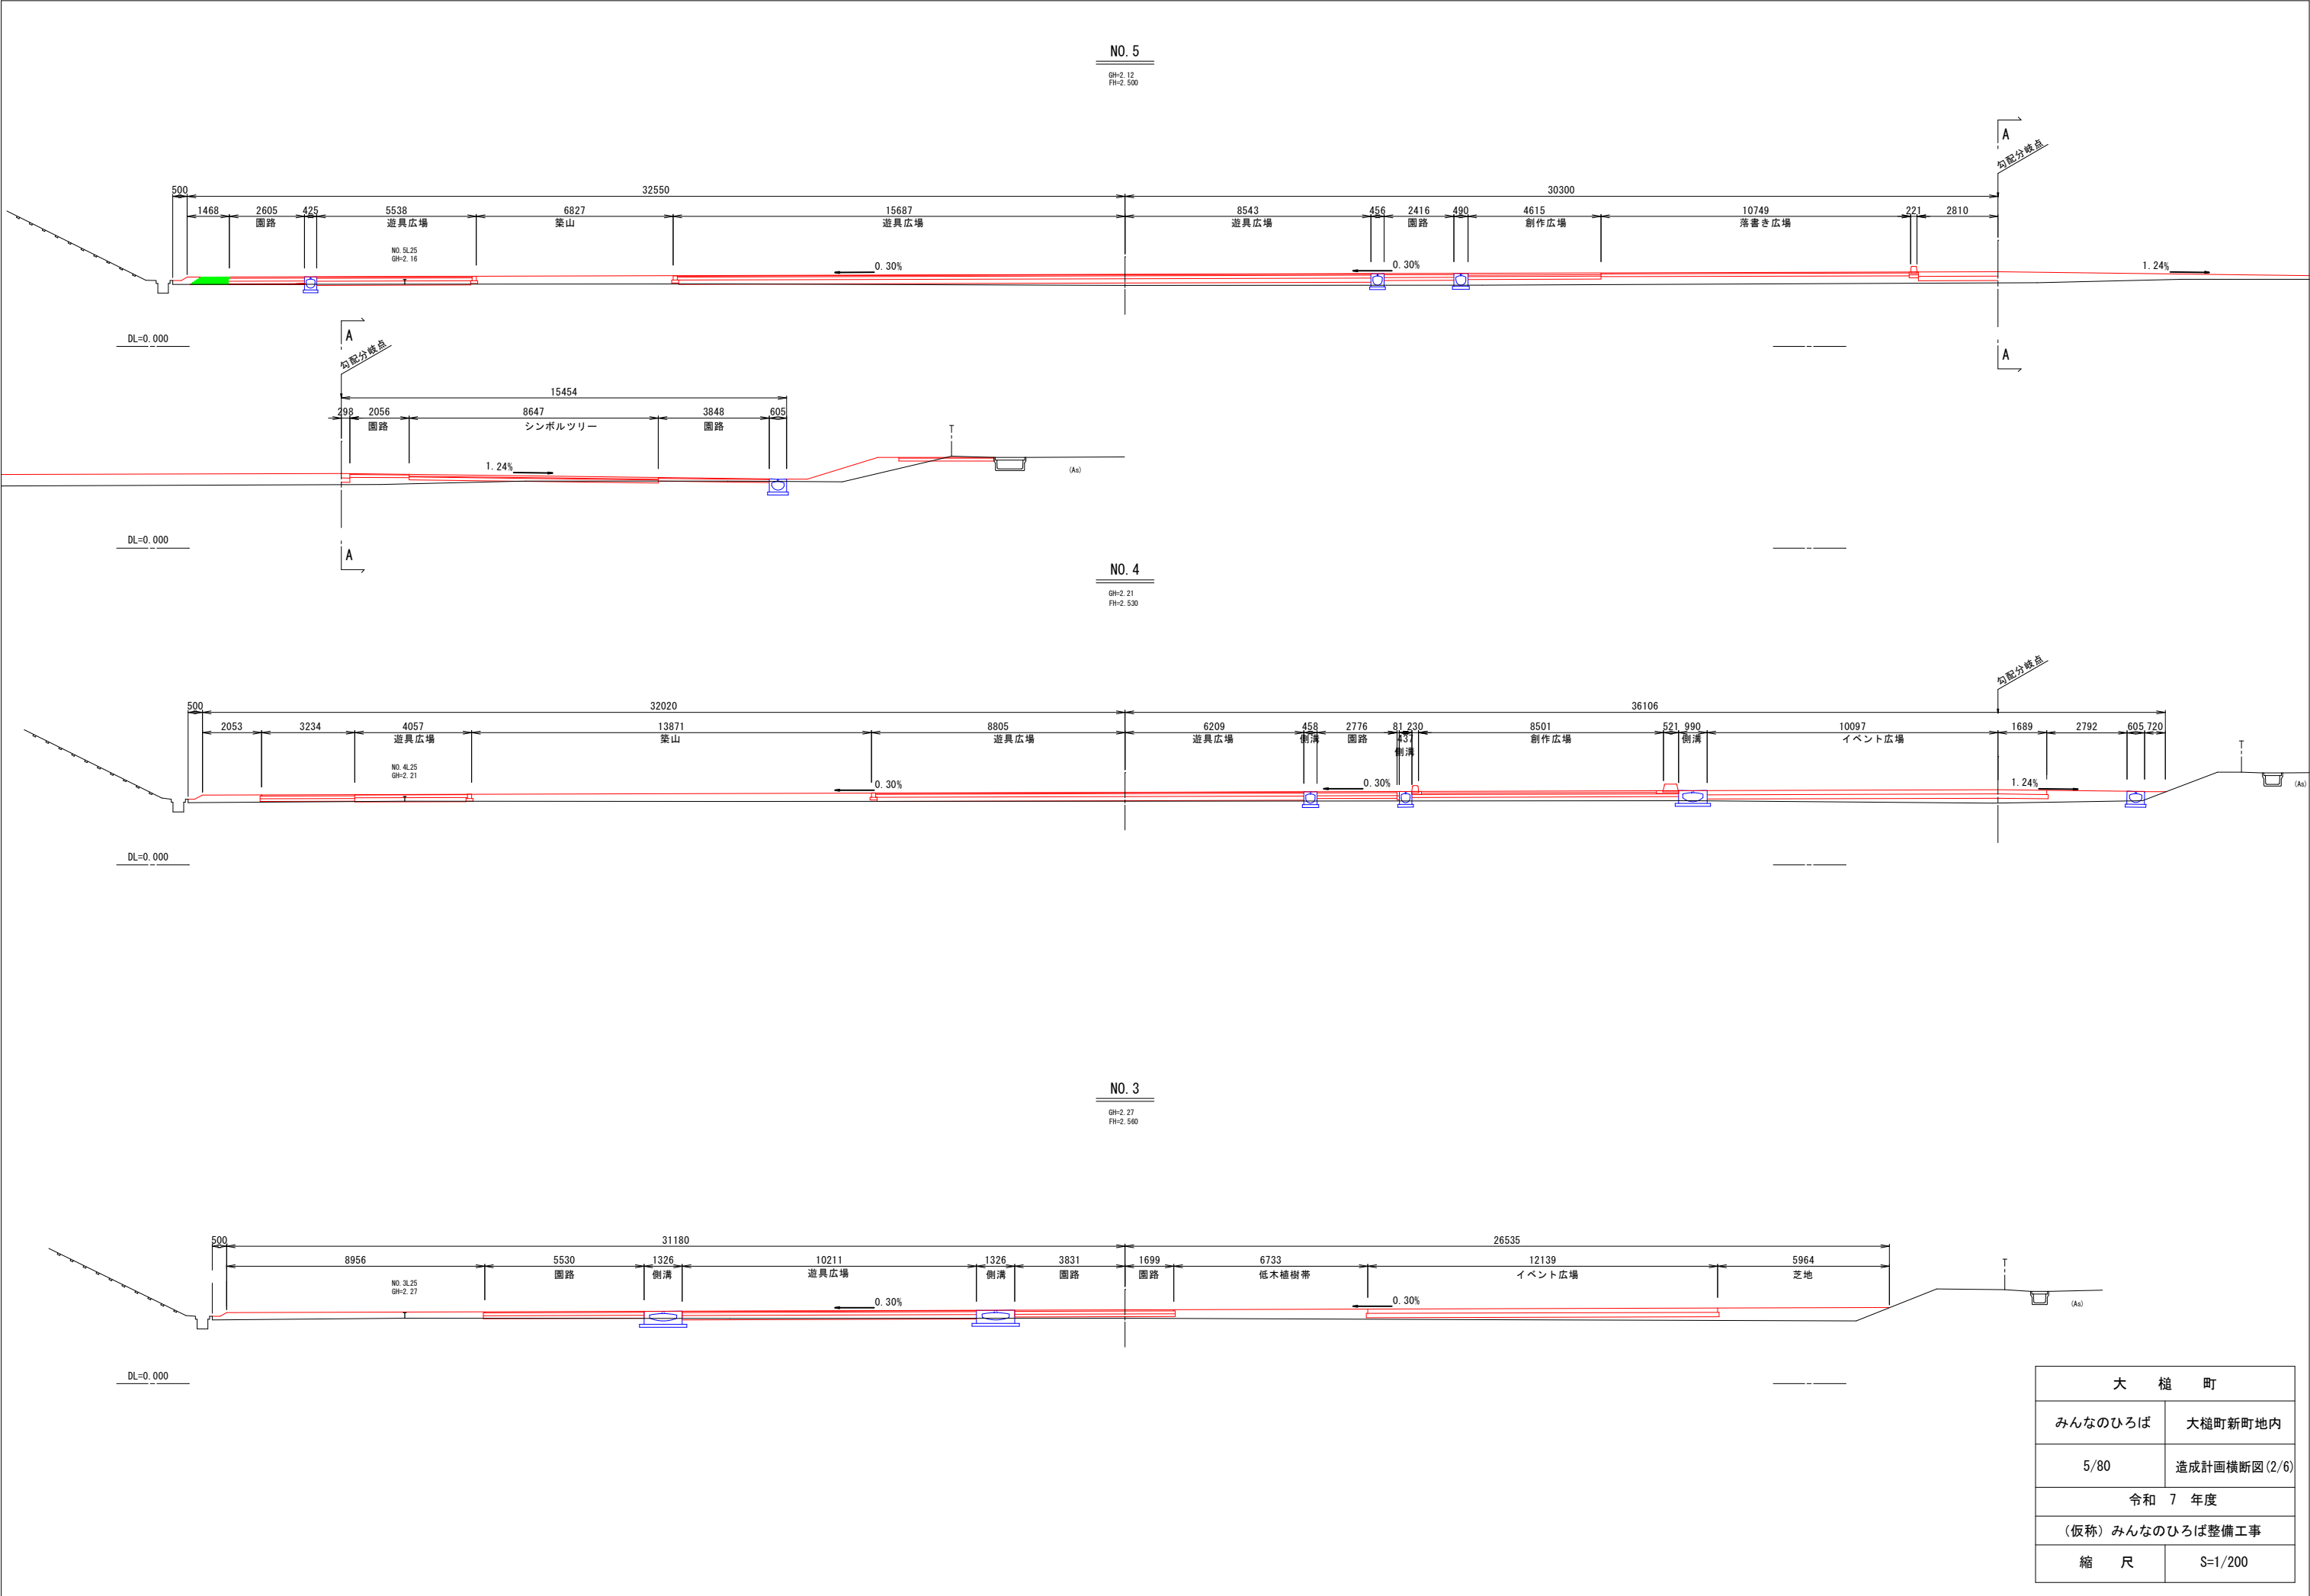 NO. 5
GH=2.12
FH=2.500
A
勾配分岐点
500
32550
30300
1468 2605 425 5538 6827 15687 8543 456 2416 490 4615 10749 221 2810
園路 遊具広場 築山 遊具広場 遊具広場 園路 創作広場 落書き広場
NO.5L25
GH=2.16
0.30% 0.30% 1.24%
DL=0.000
A
A
勾配分岐点
15454
298 2056 8647 3848 605
園路 シンボルツリー 園路
T
1.24%
(As)
DL=0.000
A
NO. 4
GH=2.21
FH=2.530
勾配分岐点
500 32020 36106
2053 3234 4057 13871 8805 6209 458 2776 81 230 8501 521 990 10097 1689 2792 605 720
遊具広場 築山 遊具広場 遊具広場 側溝 園路 437 創作広場 側溝 イベント広場
側溝
T
NO.4L25
GH=2.21
0.30% 0.30% 1.24%
(As)
DL=0.000
NO. 3
GH=2.27
FH=2.560
500 31180 26535
8956 5530 1326 10211 1326 3831 1699 6733 12139 5964
園路 側溝 遊具広場 側溝 園路 園路 低木植樹帯 イベント広場 芝地
T
NO.3L25
GH=2.27
0.30% 0.30%
(As)
DL=0.000
大 槌 町
みんなのひろば 大槌町新町地内
5/80 造成計画横断図(2/6)
令和 7 年度
(仮称)みんなのひろば整備工事
縮 尺 S=1/200